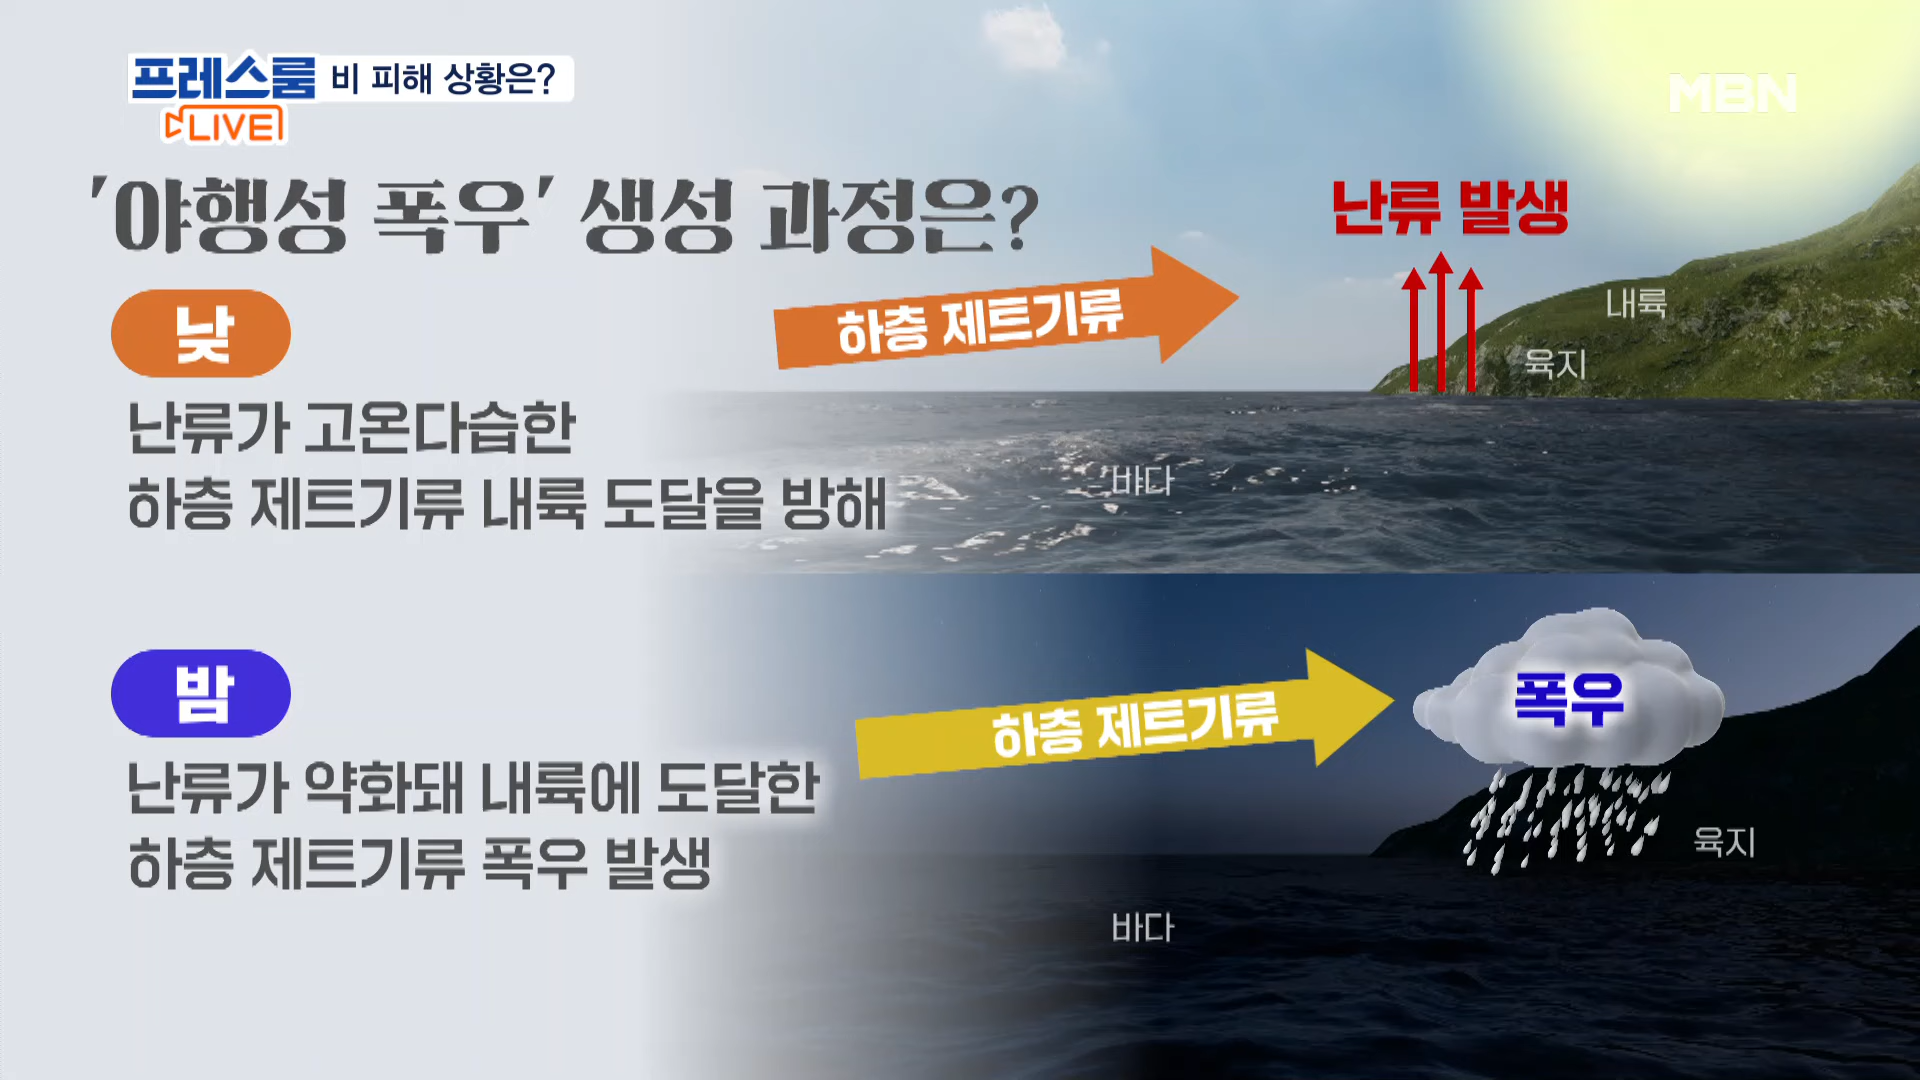 프레스룸 비 피해 상황은?
LIVE
MBN
'야행성 폭우' 생성 과정은?
낮
난류가 고온다습한
하층 제트기류 내륙 도달을 방해
하층 제트기류
난류 발생
내륙
육지
바다
밤
난류가 약화돼 내륙에 도달한
하층 제트기류 폭우 발생
하층 제트기류
폭우
육지
바다